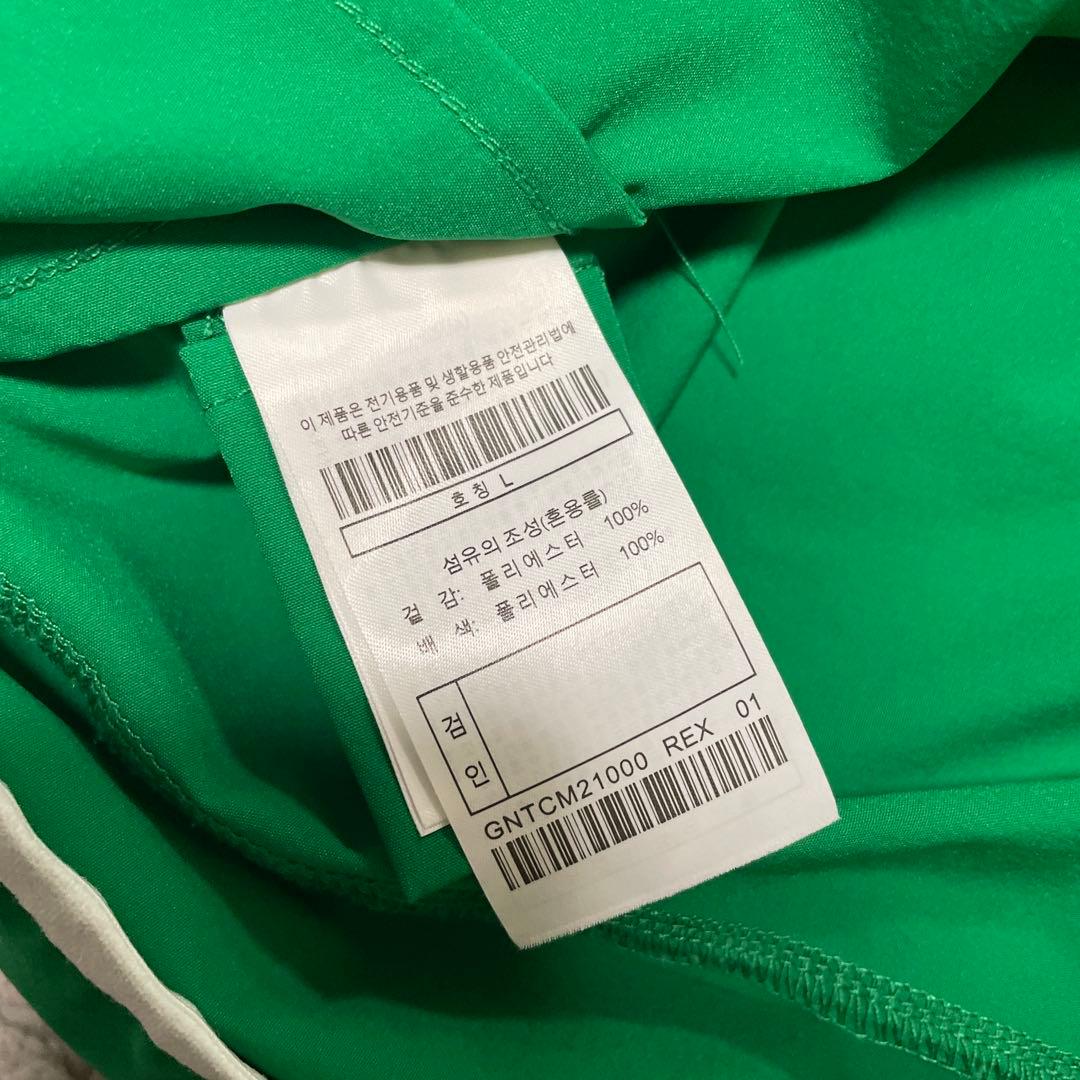 이 제품은 전기용품 및 생활용품 안전관리법에
따른 안전기준을 준수한 제품입니다
호칭 L
섬유의 조성(혼용률)
겉 감: 폴리에스터 100%
배 색: 폴리에스터 100%
검인
GNTCM21000 REX 01